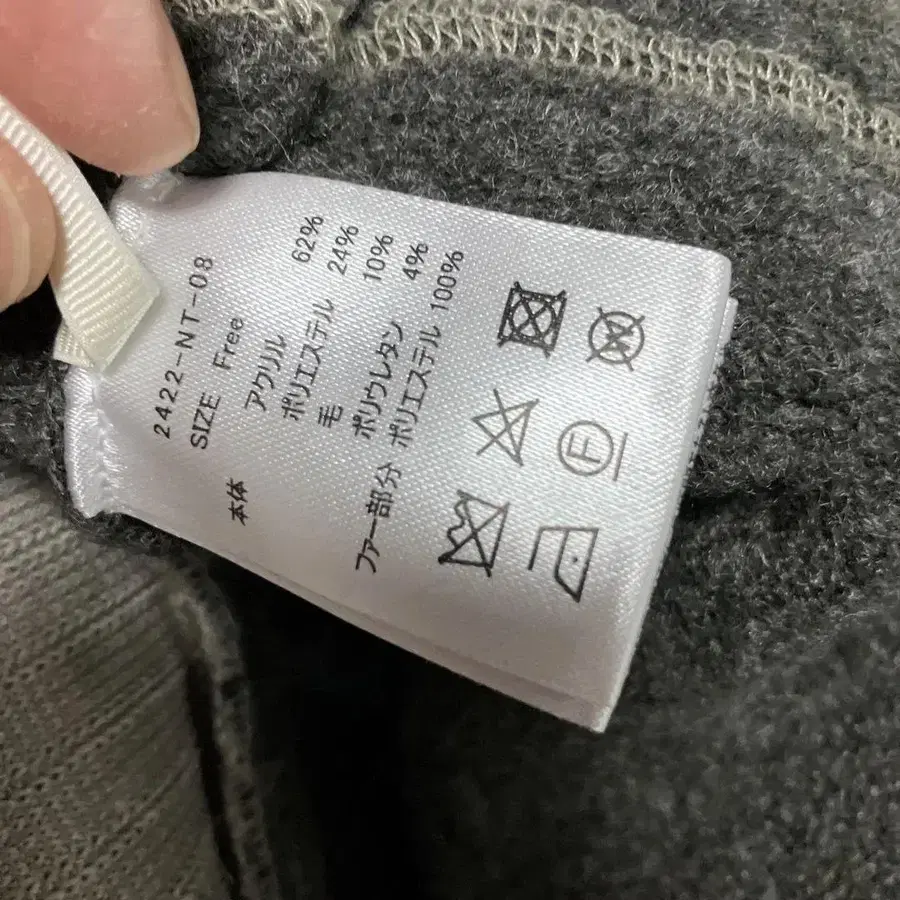 2422-NT-08
SIZE Free
本体 アクリル 62%
ポリエステル 24%
毛 10%
ポリウレタン 4%
ファー部分 ポリエステル 100%
W
F